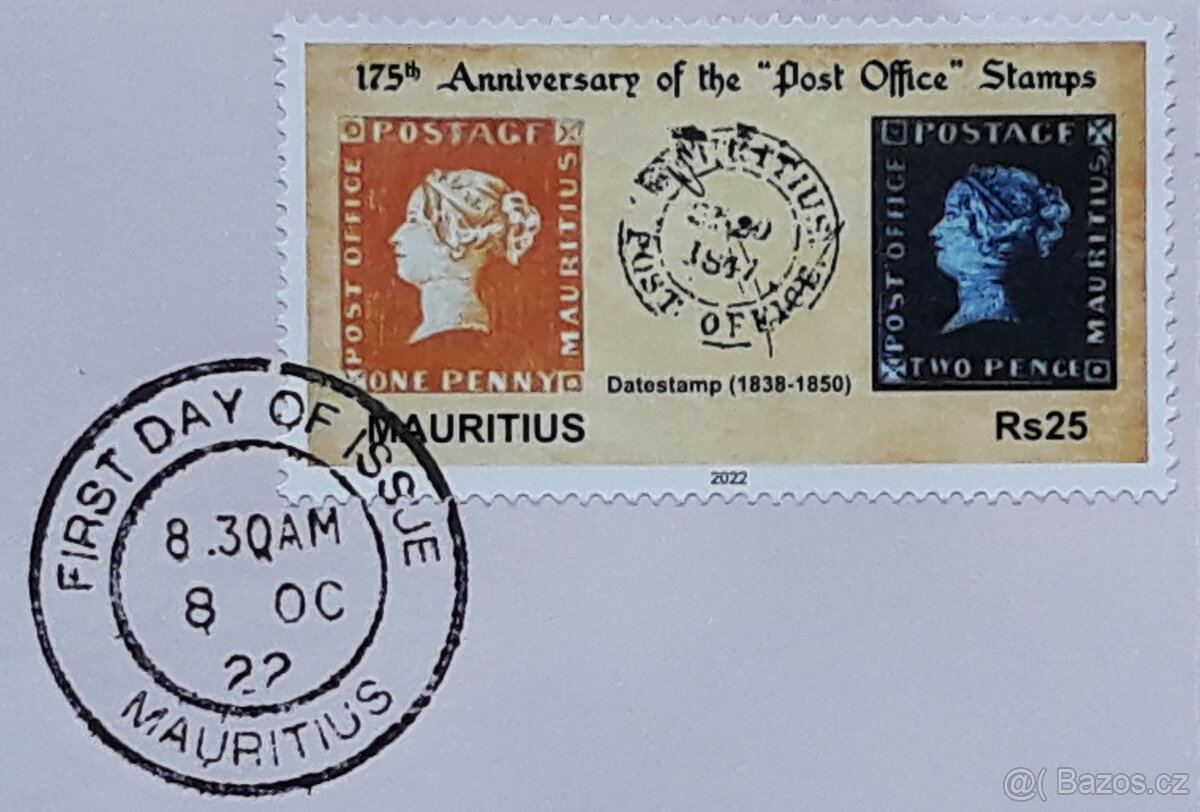 175th Anniversary of the "Post Office" Stamps
POSTAGE
POST OFFICE
MAURITIUS
ONE PENNY
MAURITIUS
1847
POST OFFICE
Datestamp (1838-1850)
POSTAGE
POST OFFICE
MAURITIUS
TWO PENCE
MAURITIUS
Rs25
2022
FIRST DAY OF ISSUE
8.30AM
8 OC
22
MAURITIUS
@( Bazos.cz